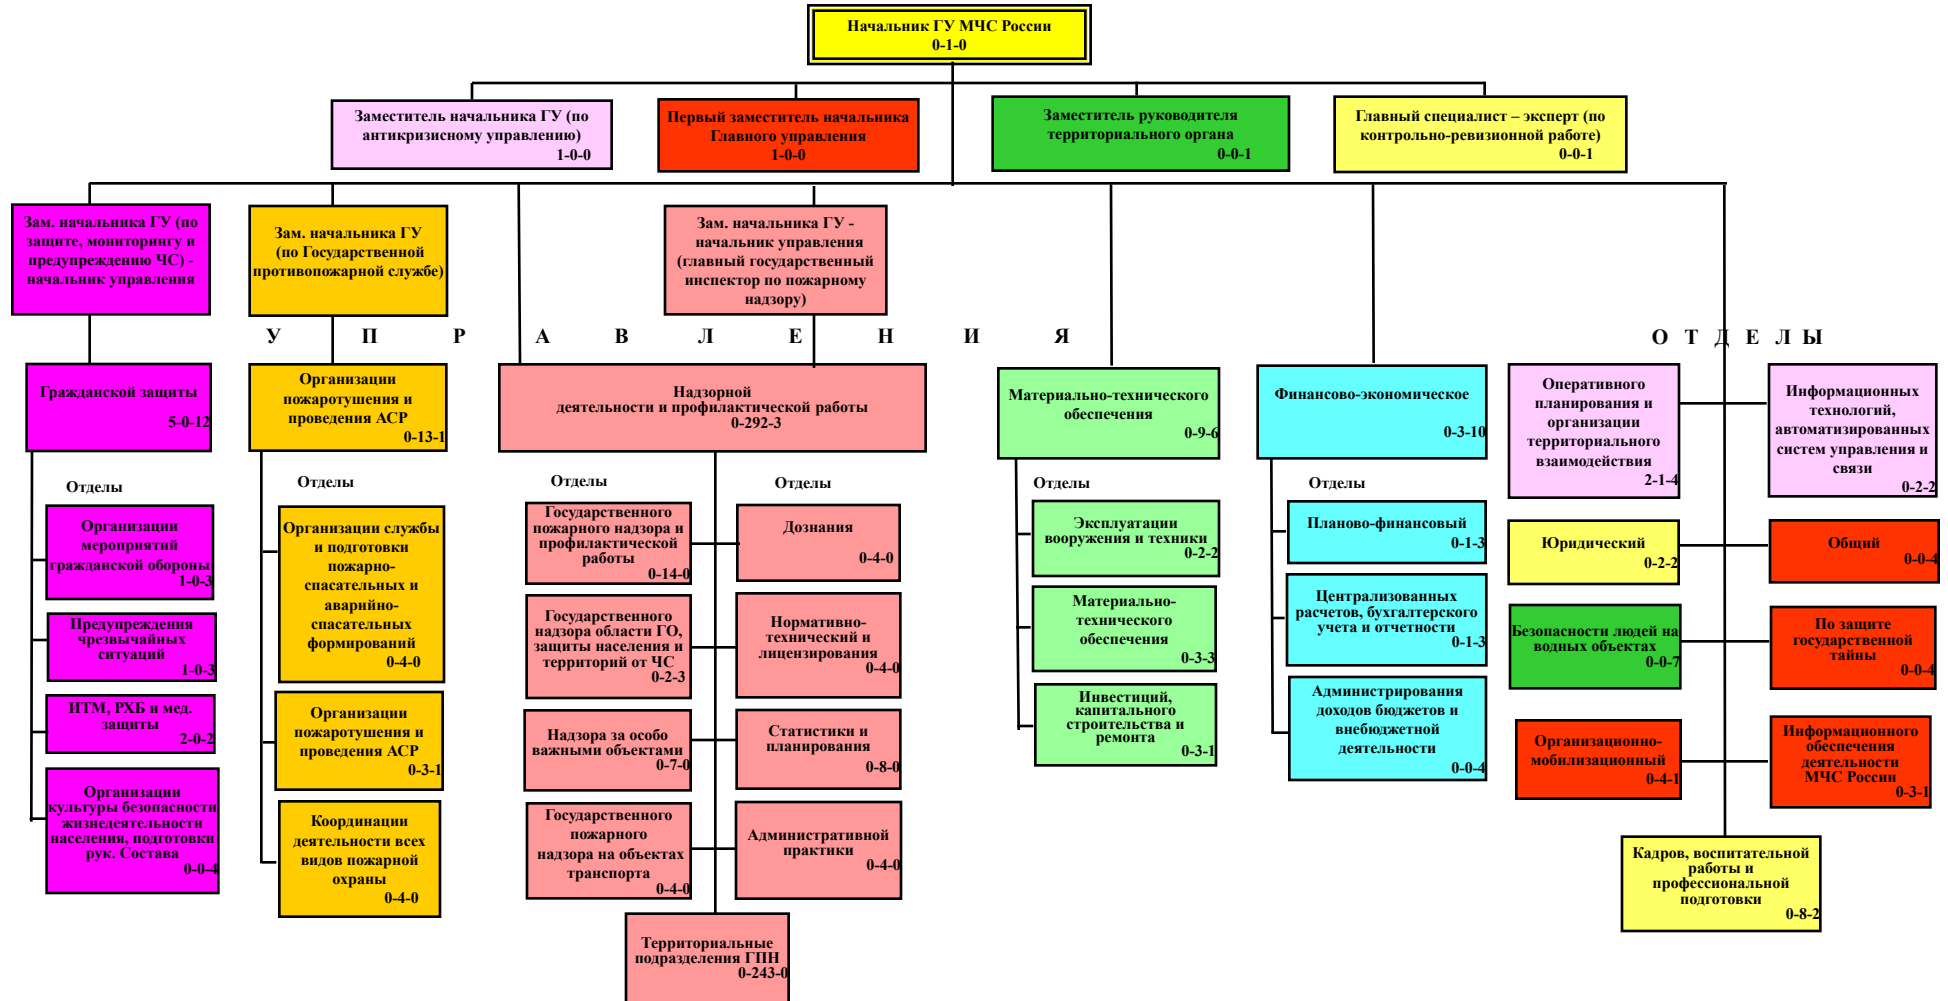 Начальник ГУ МЧС России
0-1-0
Заместитель начальника ГУ (по
антикризисному управлению)
1-0-0
Первый заместитель начальника
Главного управления
1-0-0
Заместитель руководителя
территориального органа
0-0-1
Главный специалист – эксперт (по
контрольно-ревизионной работе)
0-0-1
Зам. начальника ГУ (по
защите, мониторингу и
предупреждению ЧС) -
начальник управления
Зам. начальника ГУ
(по Государственной
противопожарной службе)
Зам. начальника ГУ -
начальник управления
(главный государственный
инспектор по пожарному
надзору)
У П Р А В Л Е Н И Я
О Т Д Е Л Ы
Гражданской защиты
5-0-12
Организации
пожаротушения и
проведения АСР
0-13-1
Надзорной
деятельности и профилактической работы
0-292-3
Материально-технического
обеспечения
0-9-6
Финансово-экономическое
0-3-10
Оперативного
планирования и
организации
территориального
взаимодействия
2-1-4
Информационных
технологий,
автоматизированных
систем управления и
связи
0-2-2
Отделы
Организации
мероприятий
гражданской обороны
1-0-3
Предупреждения
чрезвычайных
ситуаций
1-0-3
ИТМ, РХБ и мед.
защиты
2-0-2
Организации
культуры безопасности
жизнедеятельности
населения, подготовки
рук. Состава
0-0-4
Отделы
Организации службы
и подготовки
пожарно-
спасательных и
аварийно-
спасательных
формирований
0-4-0
Организации
пожаротушения и
проведения АСР
0-3-1
Координации
деятельности всех
видов пожарной
охраны
0-4-0
Отделы
Отделы
Государственного
пожарного надзора и
профилактической
работы
0-14-0
Дознания
0-4-0
Государственного
надзора области ГО,
защиты населения и
территорий от ЧС
0-2-3
Нормативно-
технический и
лицензирования
0-4-0
Надзора за особо
важными объектами
0-7-0
Статистики и
планирования
0-8-0
Государственного
пожарного
надзора на объектах
транспорта
0-4-0
Административной
практики
0-4-0
Территориальные
подразделения ГПН
0-243-0
Отделы
Эксплуатации
вооружения и техники
0-2-2
Материально-
технического
обеспечения
0-3-3
Инвестиций,
капитального
строительства и
ремонта
0-3-1
Отделы
Планово-финансовый
0-1-3
Централизованных
расчетов, бухгалтерского
учета и отчетности
0-1-3
Администрирования
доходов бюджетов и
внебюджетной
деятельности
0-0-4
Юридический
0-2-2
Общий
0-0-4
Безопасности людей на
водных объектах
0-0-7
По защите
государственной
тайны
0-0-4
Организационно-
мобилизационный
0-4-1
Информационного
обеспечения
деятельности
МЧС России
0-3-1
Кадров, воспитательной
работы и
профессиональной
подготовки
0-8-2